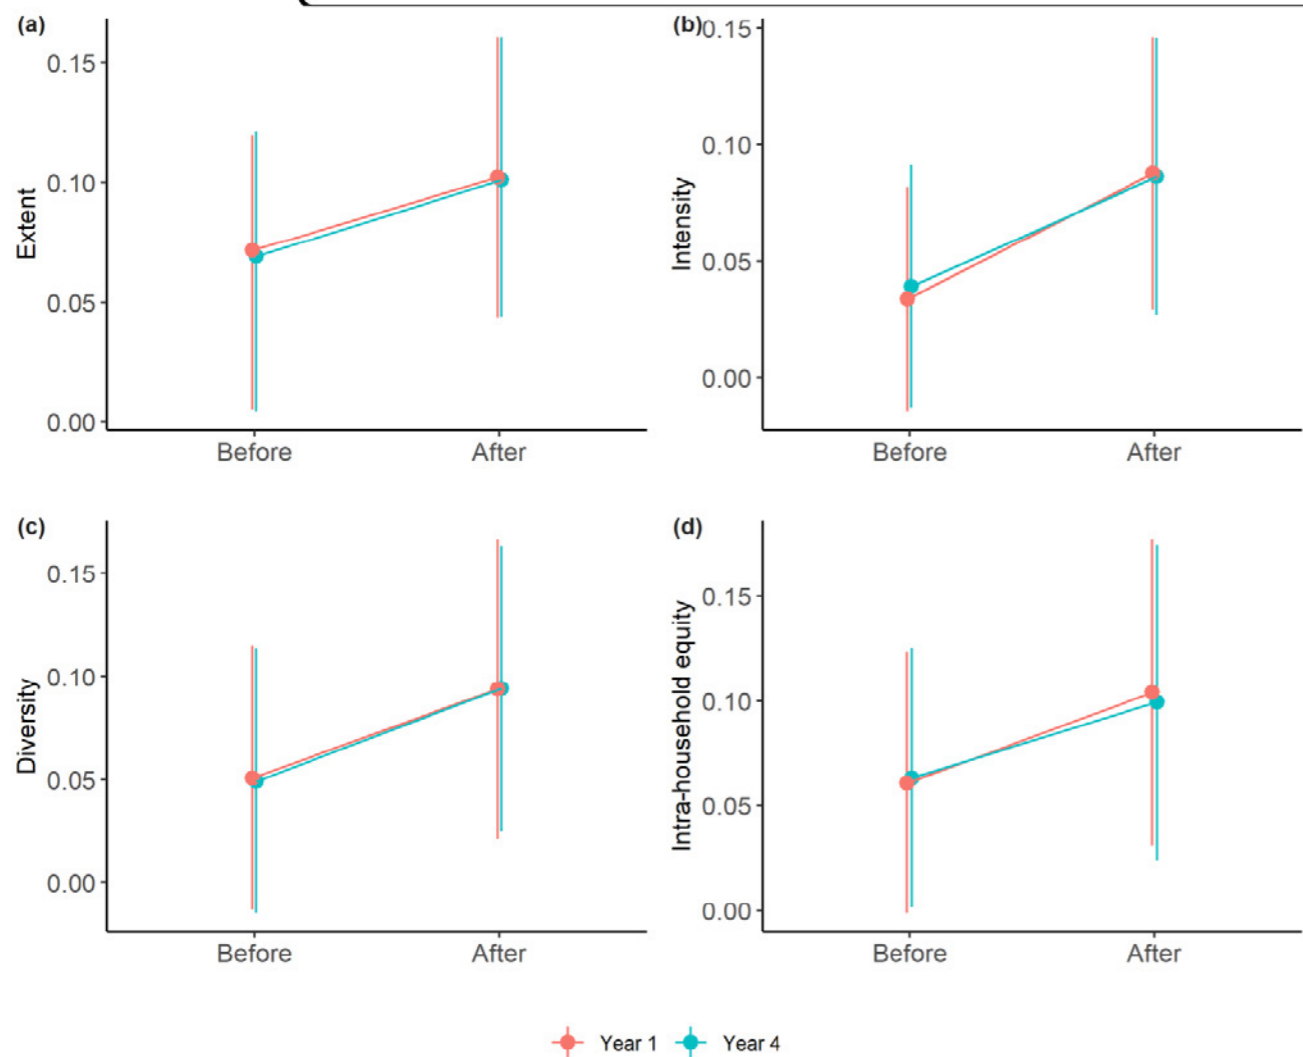 (a)
0.15
0.10
0.05
0.00
Extent
Before After
(b)
0.15
0.10
0.05
0.00
Intensity
Before After
(c)
0.15
0.10
0.05
0.00
Diversity
Before After
(d)
0.15
0.10
0.05
0.00
Intra-household equity
Before After
Year 1 Year 4